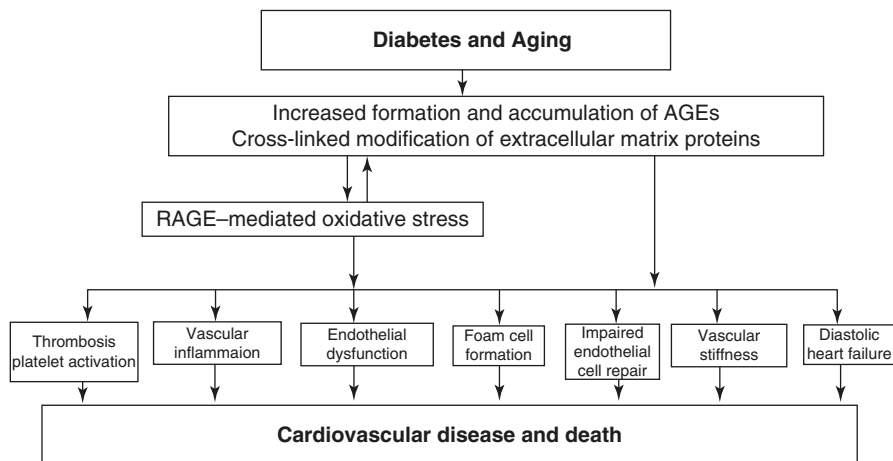 Diabetes and Aging
Increased formation and accumulation of AGEs
Cross-linked modification of extracellular matrix proteins
RAGE–mediated oxidative stress
Thrombosis
platelet activation
Vascular
inflammaion
Endothelial
dysfunction
Foam cell
formation
Impaired
endothelial
cell repair
Vascular
stiffness
Diastolic
heart failure
Cardiovascular disease and death